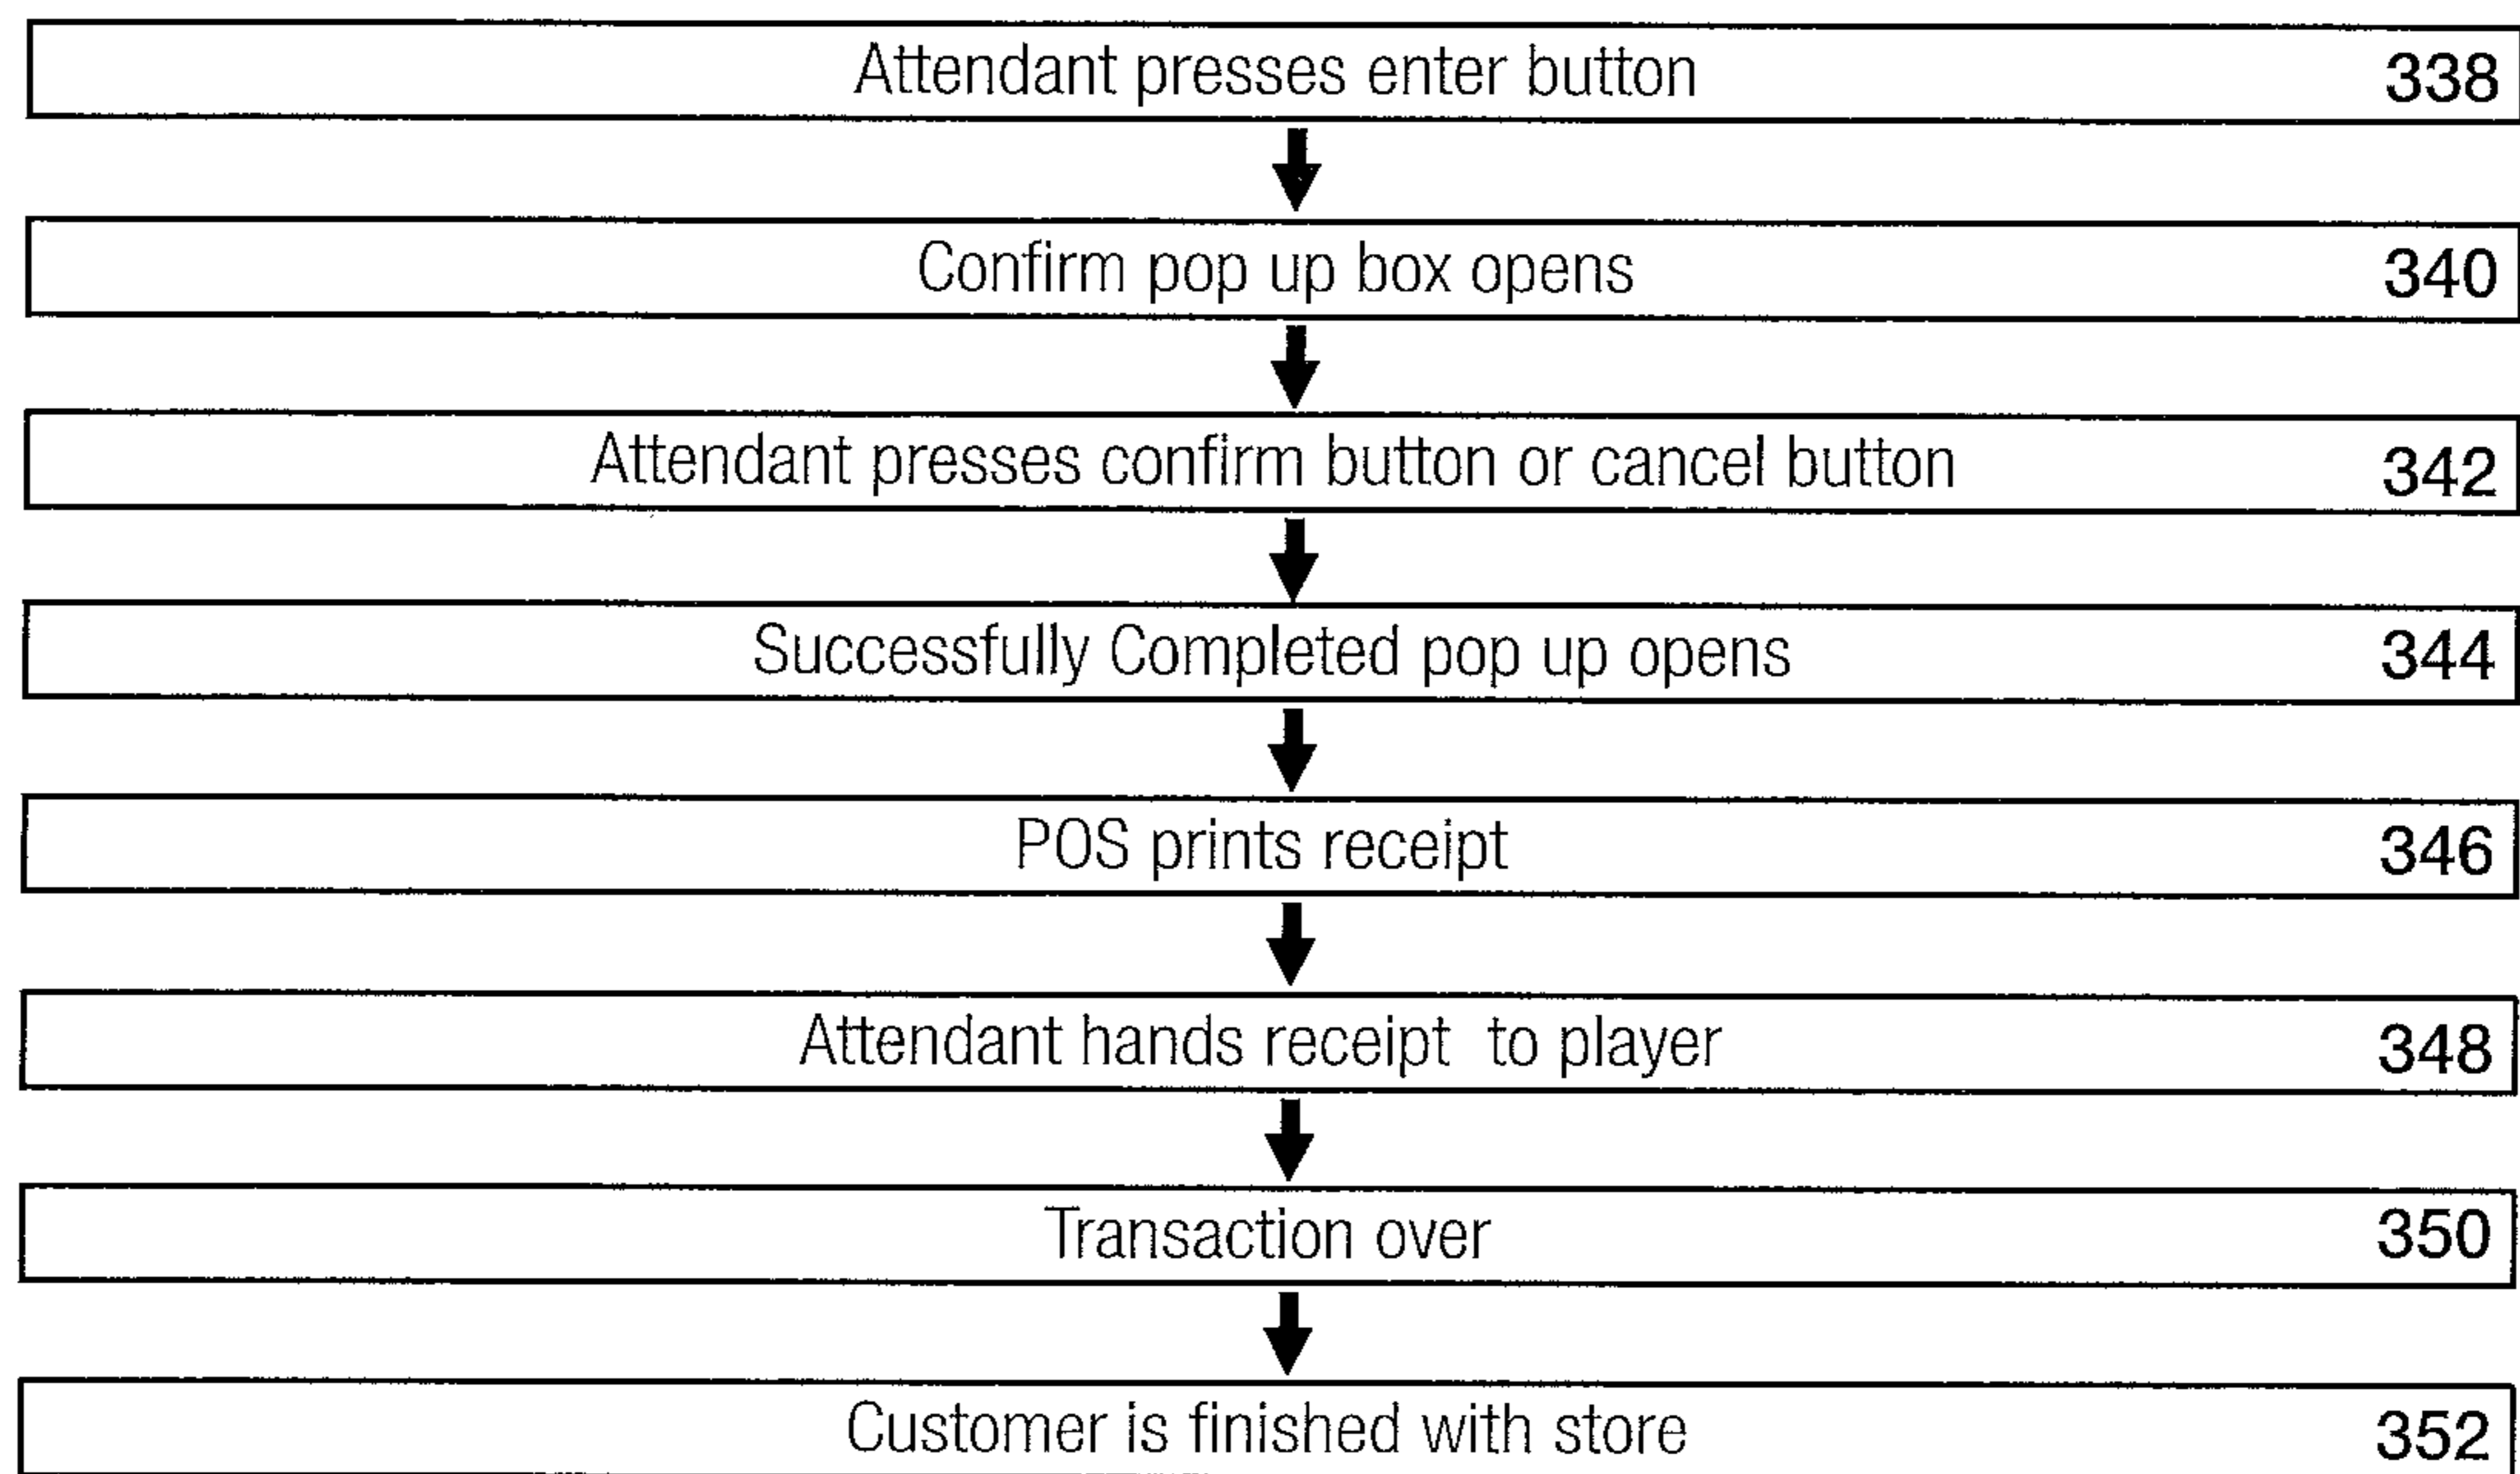 Attendant presses enter button 338
Confirm pop up box opens 340
Attendant presses confirm button or cancel button 342
Successfully Completed pop up opens 344
POS prints receipt 346
Attendant hands receipt to player 348
Transaction over 350
Customer is finished with store 352